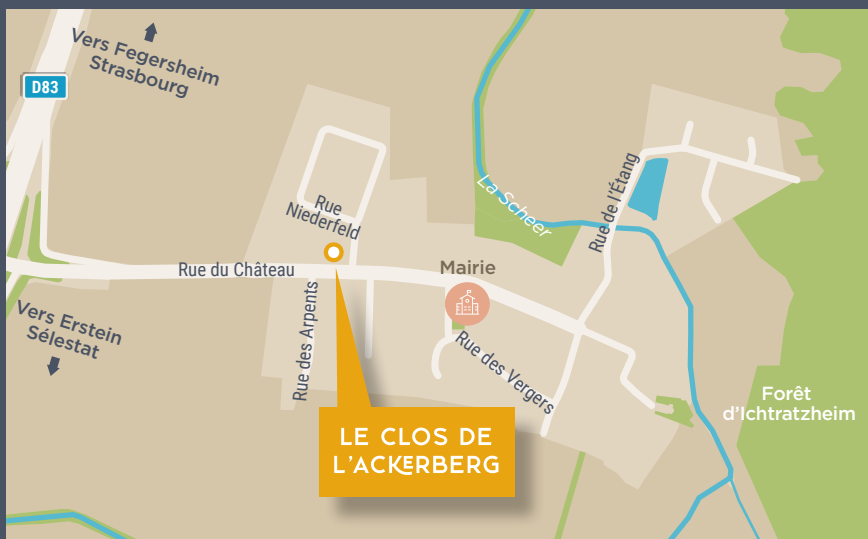 Vers Fegersheim
Strasbourg
D83
Rue
Niederfeld
La Scheer
Rue de l'Étang
Rue du Château
Mairie
Vers Erstein
Sélestat
Rue des Arpents
Rue des Vergers
Forêt
d'Ichtratzheim
LE CLOS DE
L'ACKERBERG